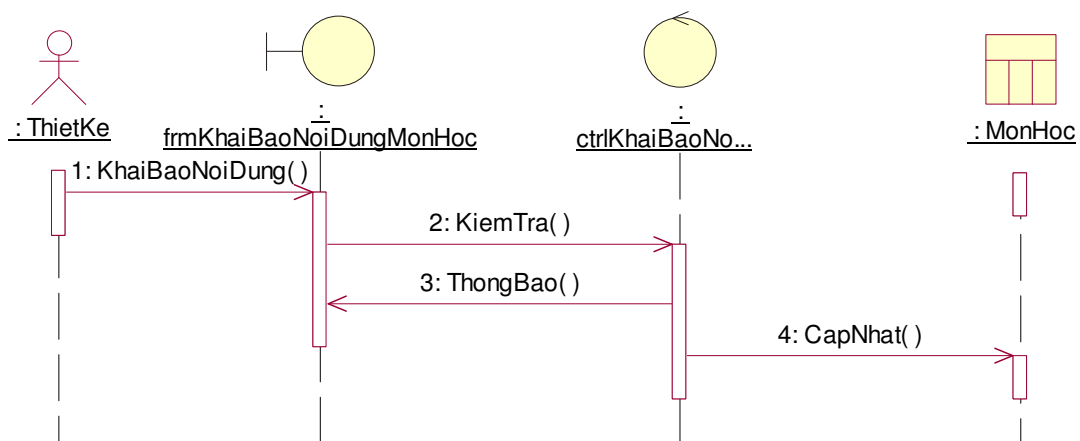 : ThietKe
:
frmKhaiBaoNoiDungMonHoc
:
ctrlKhaiBaoNo...
: MonHoc
1: KhaiBaoNoiDung( )
2: KiemTra( )
3: ThongBao( )
4: CapNhat( )